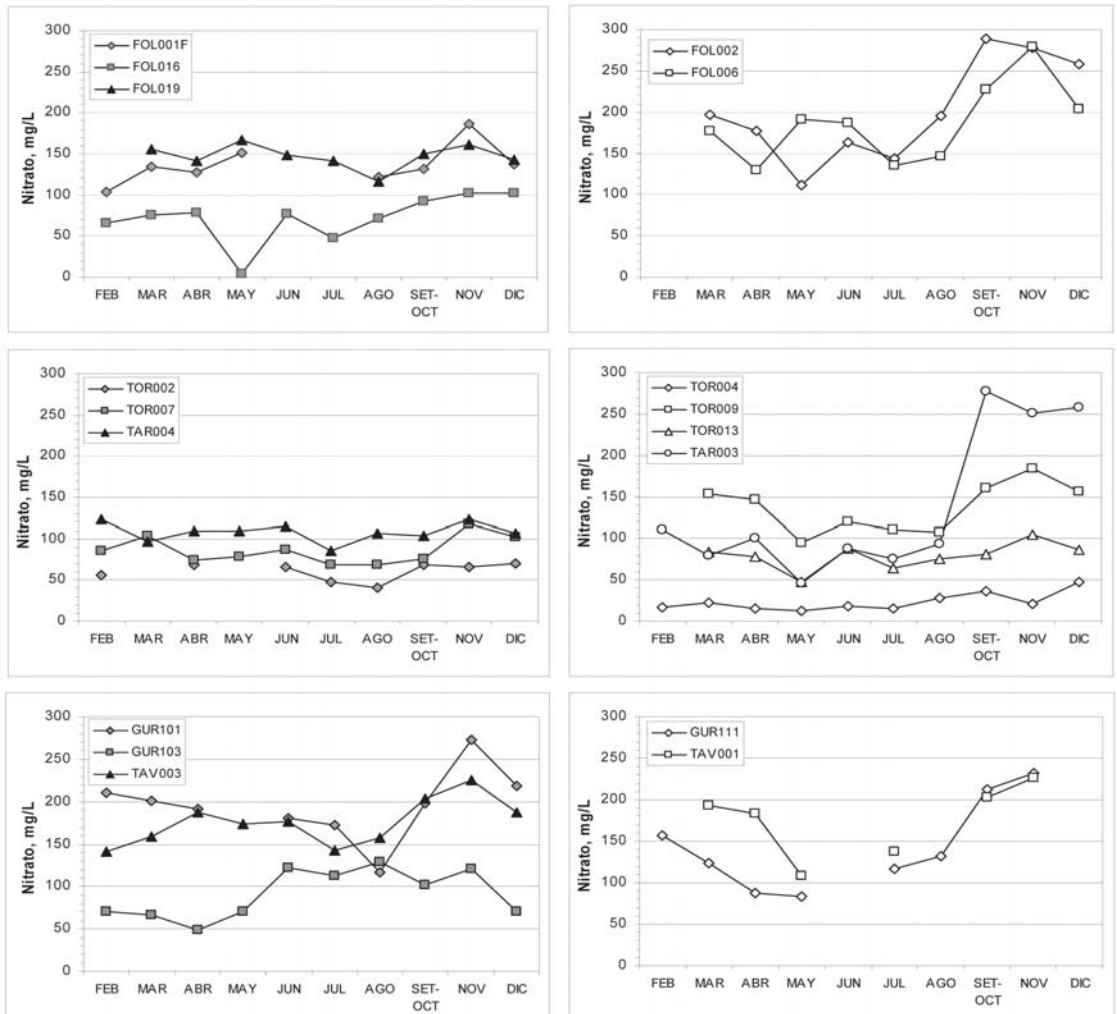 FOL001F
FOL016
FOL019
Nitrato, mg/L
300
250
200
150
100
50
0
FEB MAR ABR MAY JUN JUL AGO SET-OCT NOV DIC
FOL002
FOL006
Nitrato, mg/L
300
250
200
150
100
50
0
FEB MAR ABR MAY JUN JUL AGO SET-OCT NOV DIC
TOR002
TOR007
TAR004
Nitrato, mg/L
300
250
200
150
100
50
0
FEB MAR ABR MAY JUN JUL AGO SET-OCT NOV DIC
TOR004
TOR009
TOR013
TAR003
Nitrato, mg/L
300
250
200
150
100
50
0
FEB MAR ABR MAY JUN JUL AGO SET-OCT NOV DIC
GUR101
GUR103
TAV003
Nitrato, mg/L
300
250
200
150
100
50
0
FEB MAR ABR MAY JUN JUL AGO SET-OCT NOV DIC
GUR111
TAV001
Nitrato, mg/L
300
250
200
150
100
50
0
FEB MAR ABR MAY JUN JUL AGO SET-OCT NOV DIC